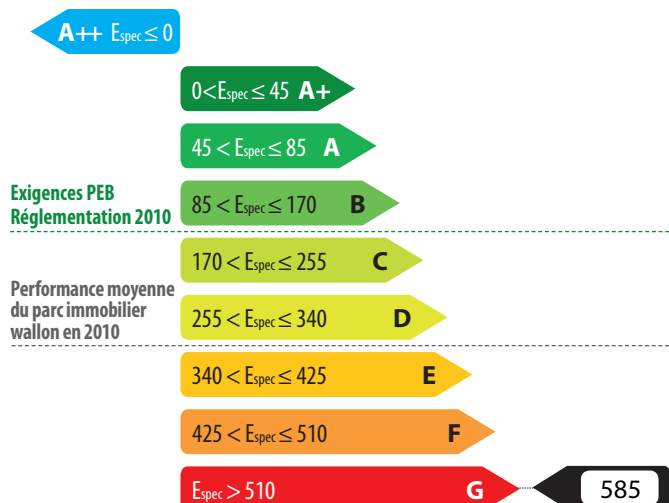 A++ Espec ≤ 0
0<Espec ≤ 45 A+
45 < Espec ≤ 85 A
Exigences PEB
Réglementation 2010
85 < Espec ≤ 170 B
170 < Espec ≤ 255 C
Performance moyenne
du parc immobilier
wallon en 2010
255 < Espec ≤ 340 D
340 < Espec ≤ 425 E
425 < Espec ≤ 510 F
Espec > 510 G 585